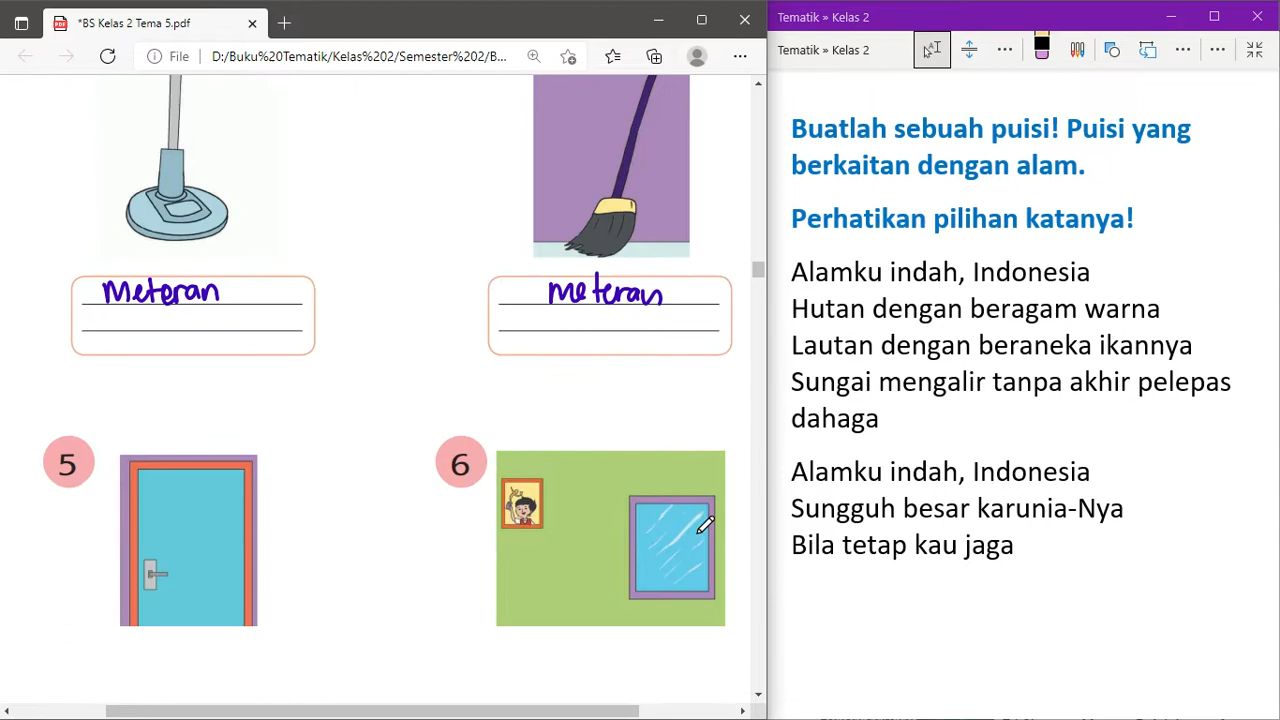 *BS Kelas 2 Tema 5.pdf
File
D:/Buku%20Tematik/Kelas%202/Semester%202/B...
Meteran
meteran
5
6
Tematik » Kelas 2
Tematik » Kelas 2
Buatlah sebuah puisi! Puisi yang
berkaitan dengan alam.
Perhatikan pilihan katanya!
Alamku indah, Indonesia
Hutan dengan beragam warna
Lautan dengan beraneka ikannya
Sungai mengalir tanpa akhir pelepas
dahaga
Alamku indah, Indonesia
Sungguh besar karunia-Nya
Bila tetap kau jaga